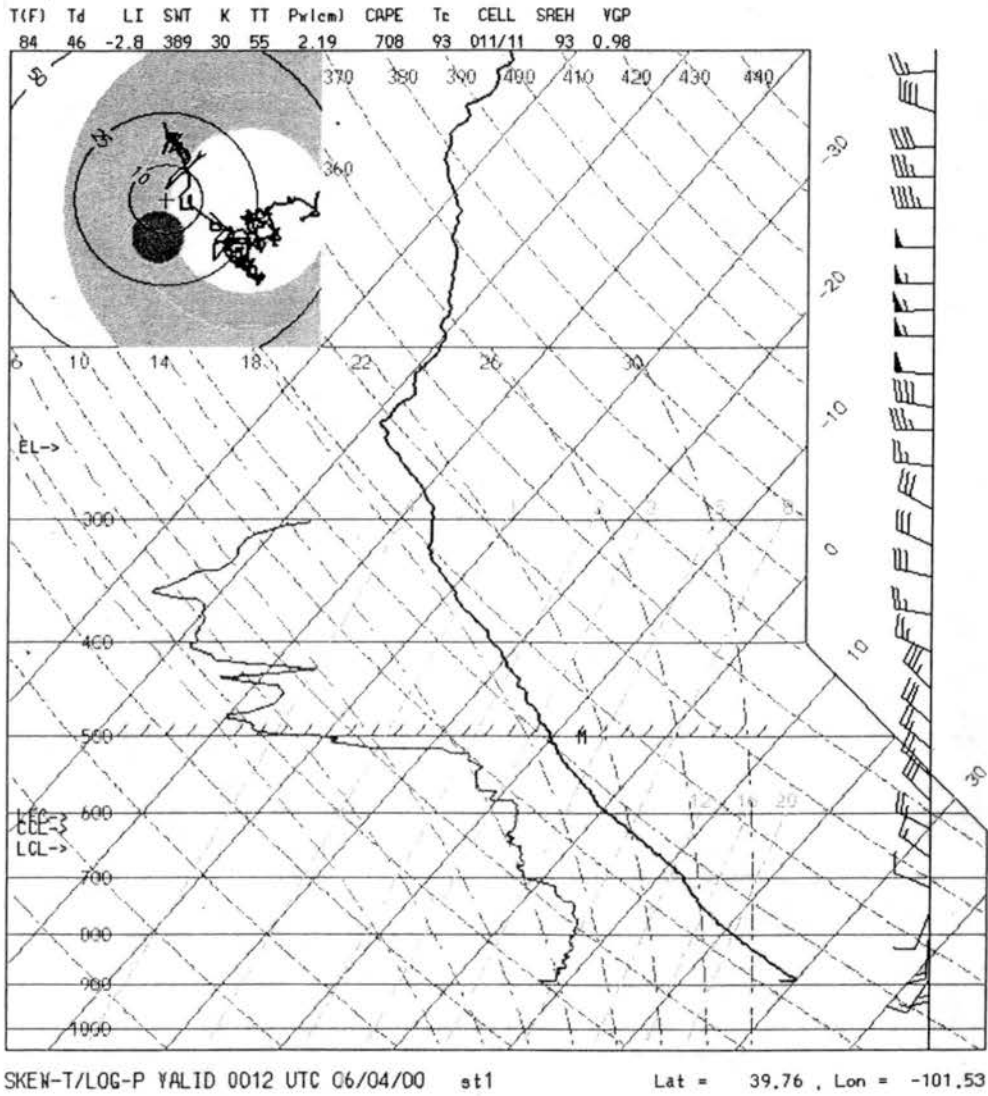 T(F) Td LI SWT K TT Pw(cm) CAPE Tc CELL SREH VGP
84 46 -2.8 389 30 55 2.19 708 93 011/11 93 0.98
50
25
10
370 380 390 400 410 420 430 440
360
-30
-20
6 10 14 18 22 26 30
-10
EL->
300
0
400
10
500
M
30
12 16 20
600
LFC->
CCL->
LCL->
700
800
900
1000
SKEW-T/LOG-P VALID 0012 UTC 06/04/00 st1 Lat = 39.76 , Lon = -101.53